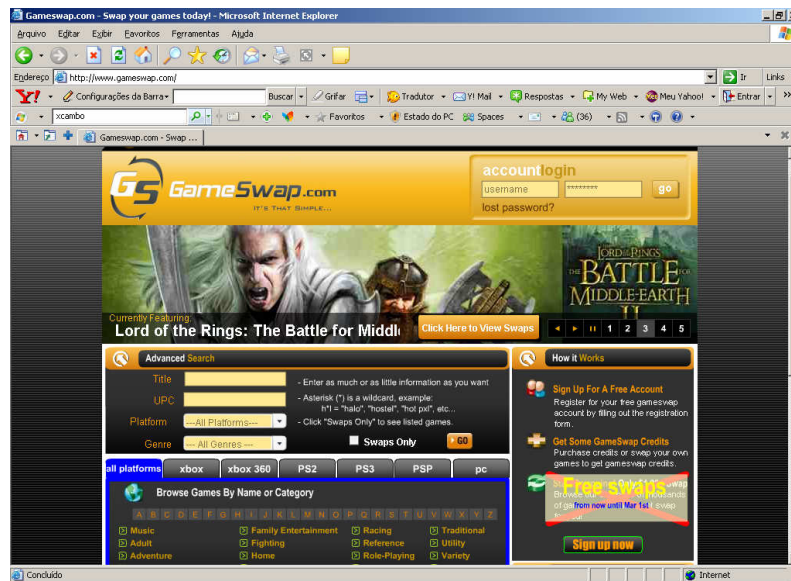 Gameswap.com - Swap your games today! - Microsoft Internet Explorer
Arquivo Editar Exibir Favoritos Ferramentas Ajuda
Endereço http://www.gameswap.com/ Ir Links
Y! Configurações da Barra Buscar Grifar Tradutor Y! Mail Respostas My Web Meu Yahoo! Entrar
xcambo Favoritos Estado do PC Spaces (36)
Gameswap.com - Swap ...
GS GameSwap.com
IT'S THAT SIMPLE...
accountlogin
username ******** go
lost password?
THE LORD OF THE RINGS
THE BATTLE FOR
MIDDLE-EARTH
II
Currently Featuring:
Lord of the Rings: The Battle for Middl
Click Here to View Swaps
1 2 3 4 5
Advanced Search
Title - Enter as much or as little information as you want
UPC - Asterisk (*) is a wildcard, example:
h*l = "halo", "hostel", "hot pxl", etc...
Platform ---All Platforms--- - Click "Swaps Only" to see listed games.
Genre --- All Genres --- Swaps Only GO
all platforms xbox xbox 360 PS2 PS3 PSP pc
Browse Games By Name or Category
A B C D E F G H I J K L M N O P Q R S T U V W X Y Z
Music Family Entertainment Racing Traditional
Adult Fighting Reference Utility
Adventure Home Role-Playing Variety
How it Works
Sign Up For A Free Account
Register for your free gameswap
account by filling out the registration
form.
Get Some GameSwap Credits
Purchase credits or swap your own
games to get gameswap credits.
Free swaps
from now until Mar 1st
Sign up now
Concluído Internet